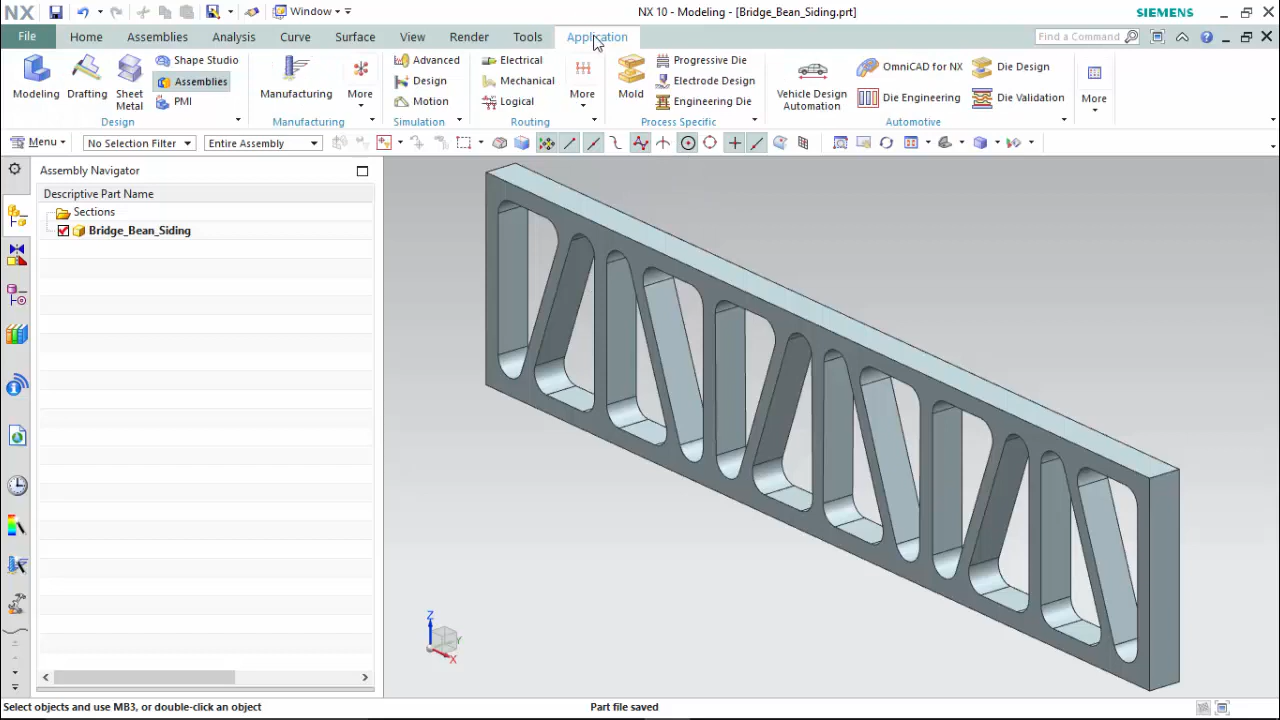 NX
Window
NX 10 - Modeling - [Bridge_Bean_Siding.prt]
SIEMENS
File
Home
Assemblies
Analysis
Curve
Surface
View
Render
Tools
Application
Find a Command
Modeling
Drafting
Sheet Metal
Shape Studio
Assemblies
PMI
Design
Manufacturing
More
Manufacturing
Advanced
Design
Motion
Simulation
Electrical
Mechanical
Logical
More
Routing
Mold
Progressive Die
Electrode Design
Engineering Die
Process Specific
Vehicle Design Automation
OmniCAD for NX
Die Engineering
Die Design
Die Validation
Automotive
More
Menu
No Selection Filter
Entire Assembly
Assembly Navigator
Descriptive Part Name
Sections
Bridge_Bean_Siding
Z
Y
X
Select objects and use MB3, or double-click an object
Part file saved